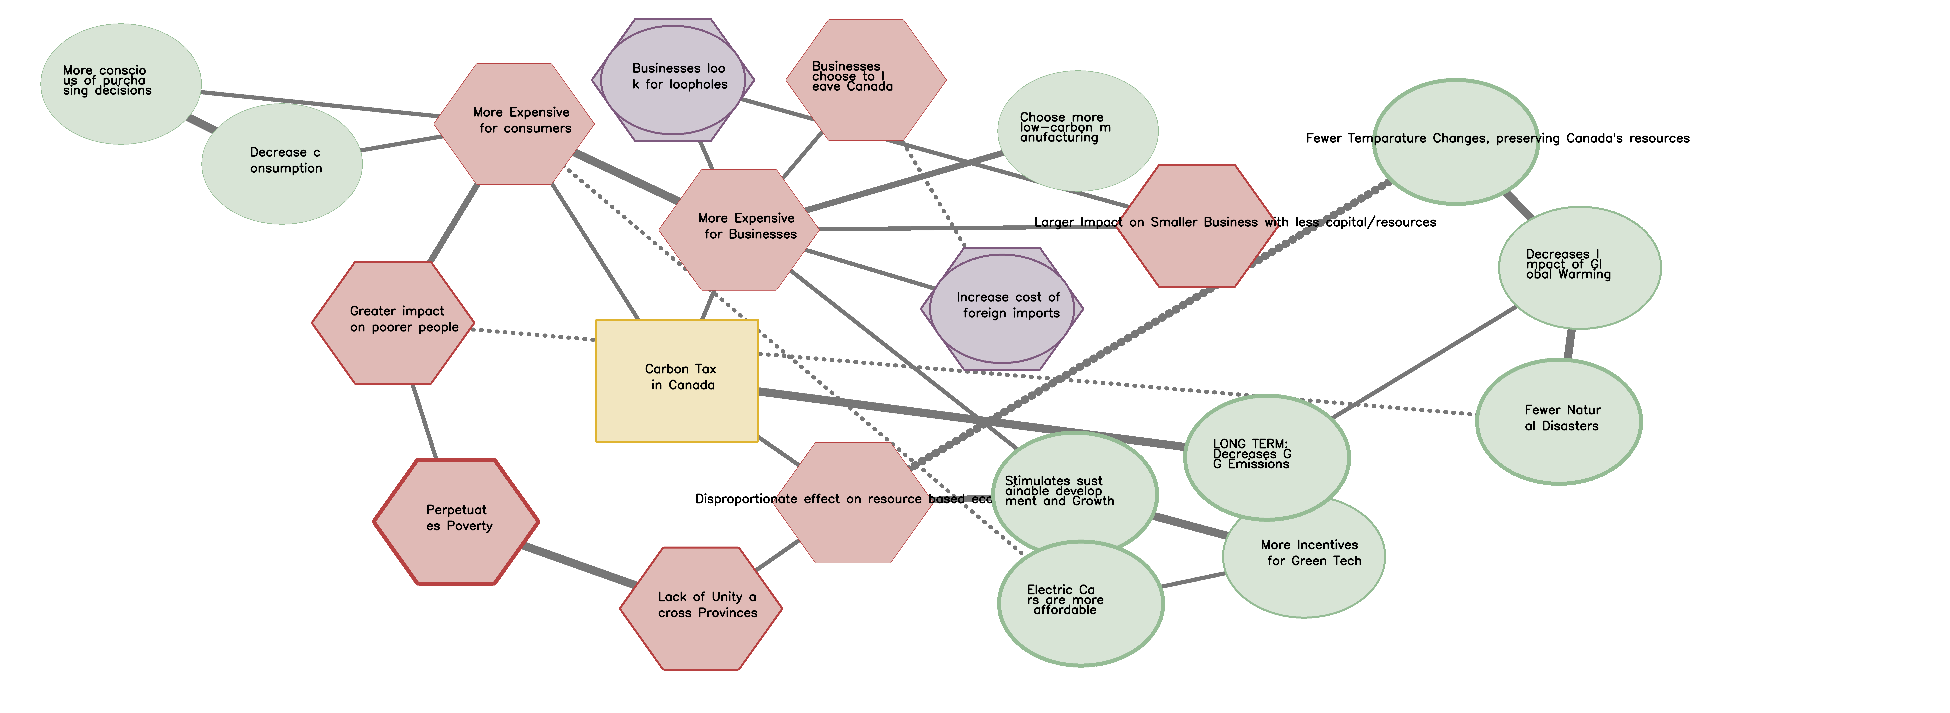 More conscio
us of purcha
sing decisions
Decrease c
onsumption
More Expensive
for consumers
Businesses loo
k for loopholes
Businesses
choose to l
eave Canada
Choose more
low-carbon m
anufacturing
Fewer Temparature Changes, preserving Canada's resources
More Expensive
for Businesses
Larger Impact on Smaller Business with less capital/resources
Decreases I
mpact of Gl
obal Warming
Increase cost of
foreign imports
Greater impact
on poorer people
Carbon Tax
in Canada
Fewer Natur
al Disasters
LONG TERM:
Decreases G
G Emissions
Stimulates sust
ainable develop
ment and Growth
Disproportionate effect on resource based
Perpetuat
es Poverty
More Incentives
for Green Tech
Electric Ca
rs are more
affordable
Lack of Unity a
cross Provinces